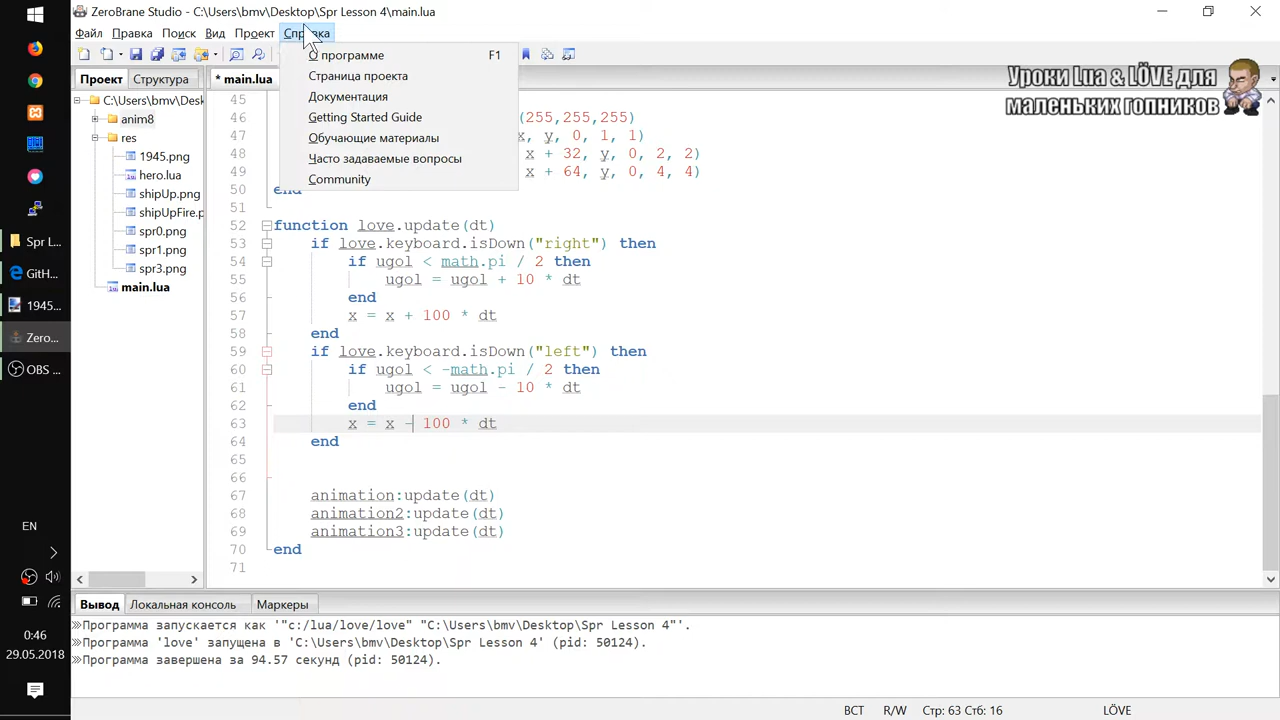 ZeroBrane Studio - C:\Users\bmv\Desktop\Spr Lesson 4\main.lua
Файл Правка Поиск Вид Проект Справка
О программе F1
Страница проекта
Документация
Getting Started Guide
Обучающие материалы
Часто задаваемые вопросы
Community
Уроки Lua & LÖVE для
маленьких гопников
Проект Структура
* main.lua
C:\Users\bmv\Desk
anim8
res
1945.png
hero.lua
shipUp.png
shipUpFire.p
spr0.png
spr1.png
spr3.png
main.lua
45
46 (255,255,255)
47 x, y, 0, 1, 1)
48 x + 32, y, 0, 2, 2)
49 x + 64, y, 0, 4, 4)
50 end
51
52 function love.update(dt)
53 if love.keyboard.isDown("right") then
54 if ugol < math.pi / 2 then
55 ugol = ugol + 10 * dt
56 end
57 x = x + 100 * dt
58 end
59 if love.keyboard.isDown("left") then
60 if ugol < -math.pi / 2 then
61 ugol = ugol - 10 * dt
62 end
63 x = x - 100 * dt
64 end
65
66
67 animation:update(dt)
68 animation2:update(dt)
69 animation3:update(dt)
70 end
71
Spr L...
GitH...
1945...
Zero...
OBS ...
EN
0:46
29.05.2018
Вывод Локальная консоль Маркеры
Программа запускается как '"c:/lua/love/love" "C:\Users\bmv\Desktop\Spr Lesson 4"'.
Программа 'love' запущена в 'C:\Users\bmv\Desktop\Spr Lesson 4' (pid: 50124).
Программа завершена за 94.57 секунд (pid: 50124).
ВСТ R/W Стр: 63 Стб: 16 LÖVE